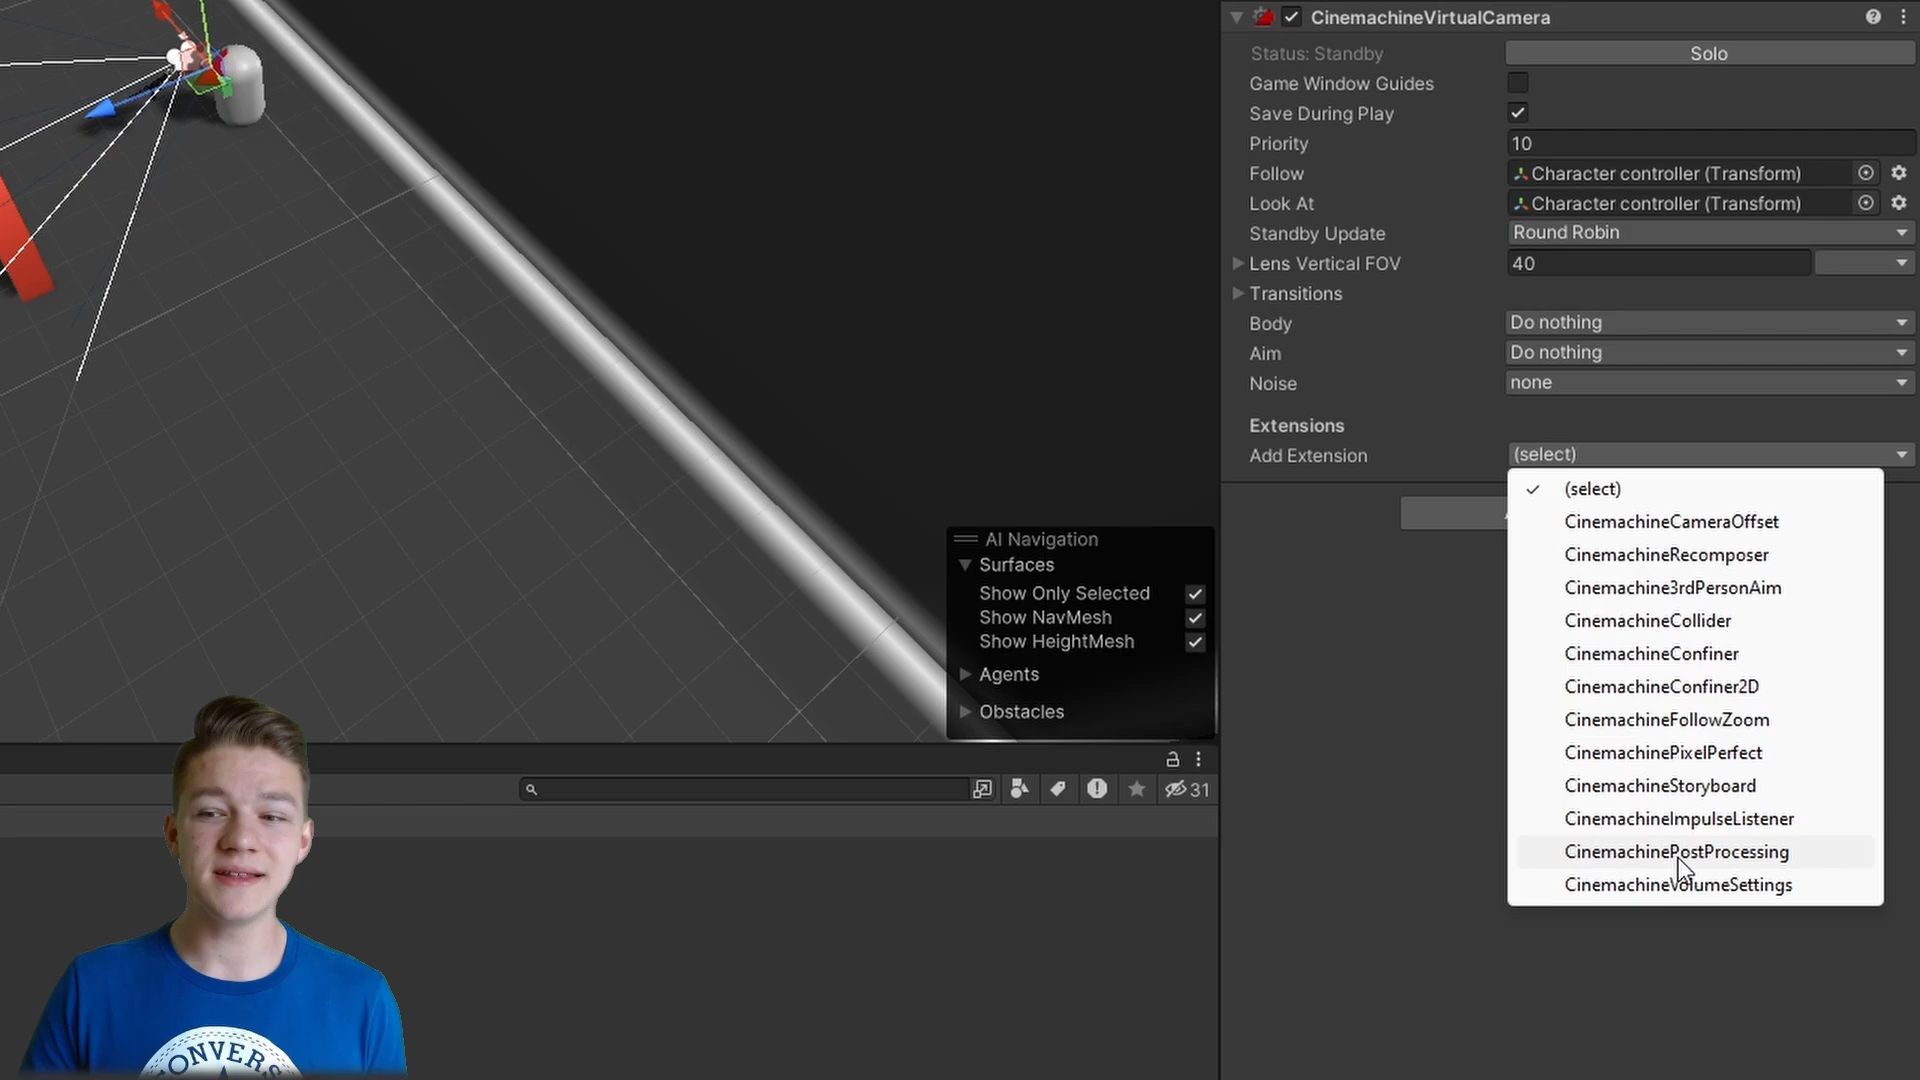 CinemachineVirtualCamera
Status: Standby
Solo
Game Window Guides
Save During Play
Priority
10
Follow
Character controller (Transform)
Look At
Character controller (Transform)
Standby Update
Round Robin
Lens Vertical FOV
40
Transitions
Body
Do nothing
Aim
Do nothing
Noise
none
Extensions
Add Extension
(select)
(select)
CinemachineCameraOffset
CinemachineRecomposer
Cinemachine3rdPersonAim
CinemachineCollider
CinemachineConfiner
CinemachineConfiner2D
CinemachineFollowZoom
CinemachinePixelPerfect
CinemachineStoryboard
CinemachineImpulseListener
CinemachinePostProcessing
CinemachineVolumeSettings
AI Navigation
Surfaces
Show Only Selected
Show NavMesh
Show HeightMesh
Agents
Obstacles
31